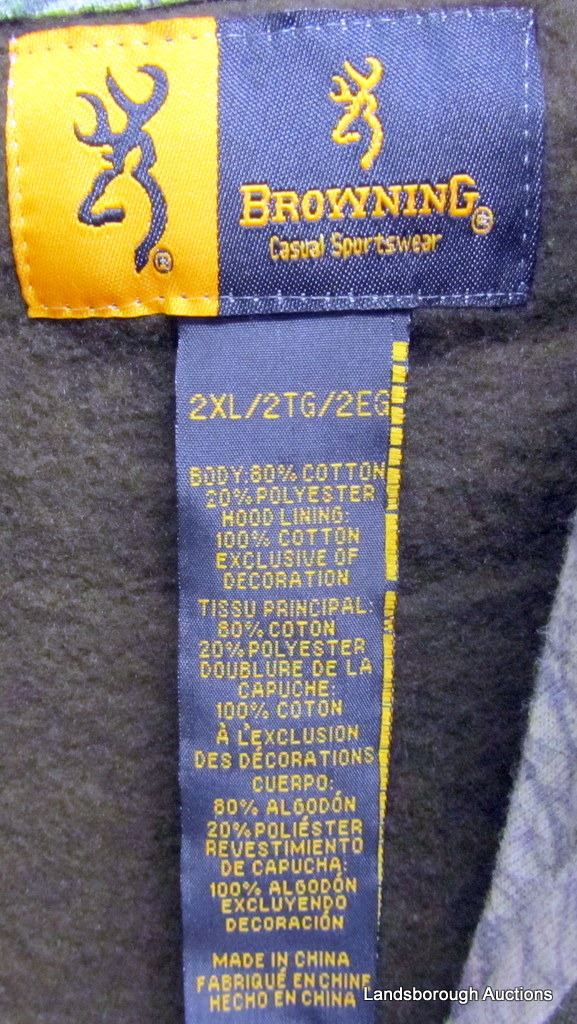 ®
BROWNING®
Casual Sportswear
2XL/2TG/2EG
BODY:80% COTTON
20% POLYESTER
HOOD LINING:
100% COTTON
EXCLUSIVE OF
DECORATION
TISSU PRINCIPAL:
80% COTON
20% POLYESTER
DOUBLURE DE LA
CAPUCHE:
100% COTON
À L'EXCLUSION
DES DÉCORATIONS
CUERPO:
80% ALGODÓN
20% POLIÉSTER
REVESTIMIENTO
DE CAPUCHA:
100% ALGODÓN
EXCLUYENDO
DECORACIÓN
MADE IN CHINA
FABRIQUÉ EN CHINE
HECHO EN CHINA
Landsborough Auctions